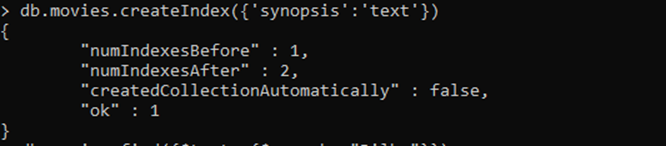 > db.movies.createIndex({'synopsis':'text'})
{
"numIndexesBefore" : 1,
"numIndexesAfter" : 2,
"createdCollectionAutomatically" : false,
"ok" : 1
}